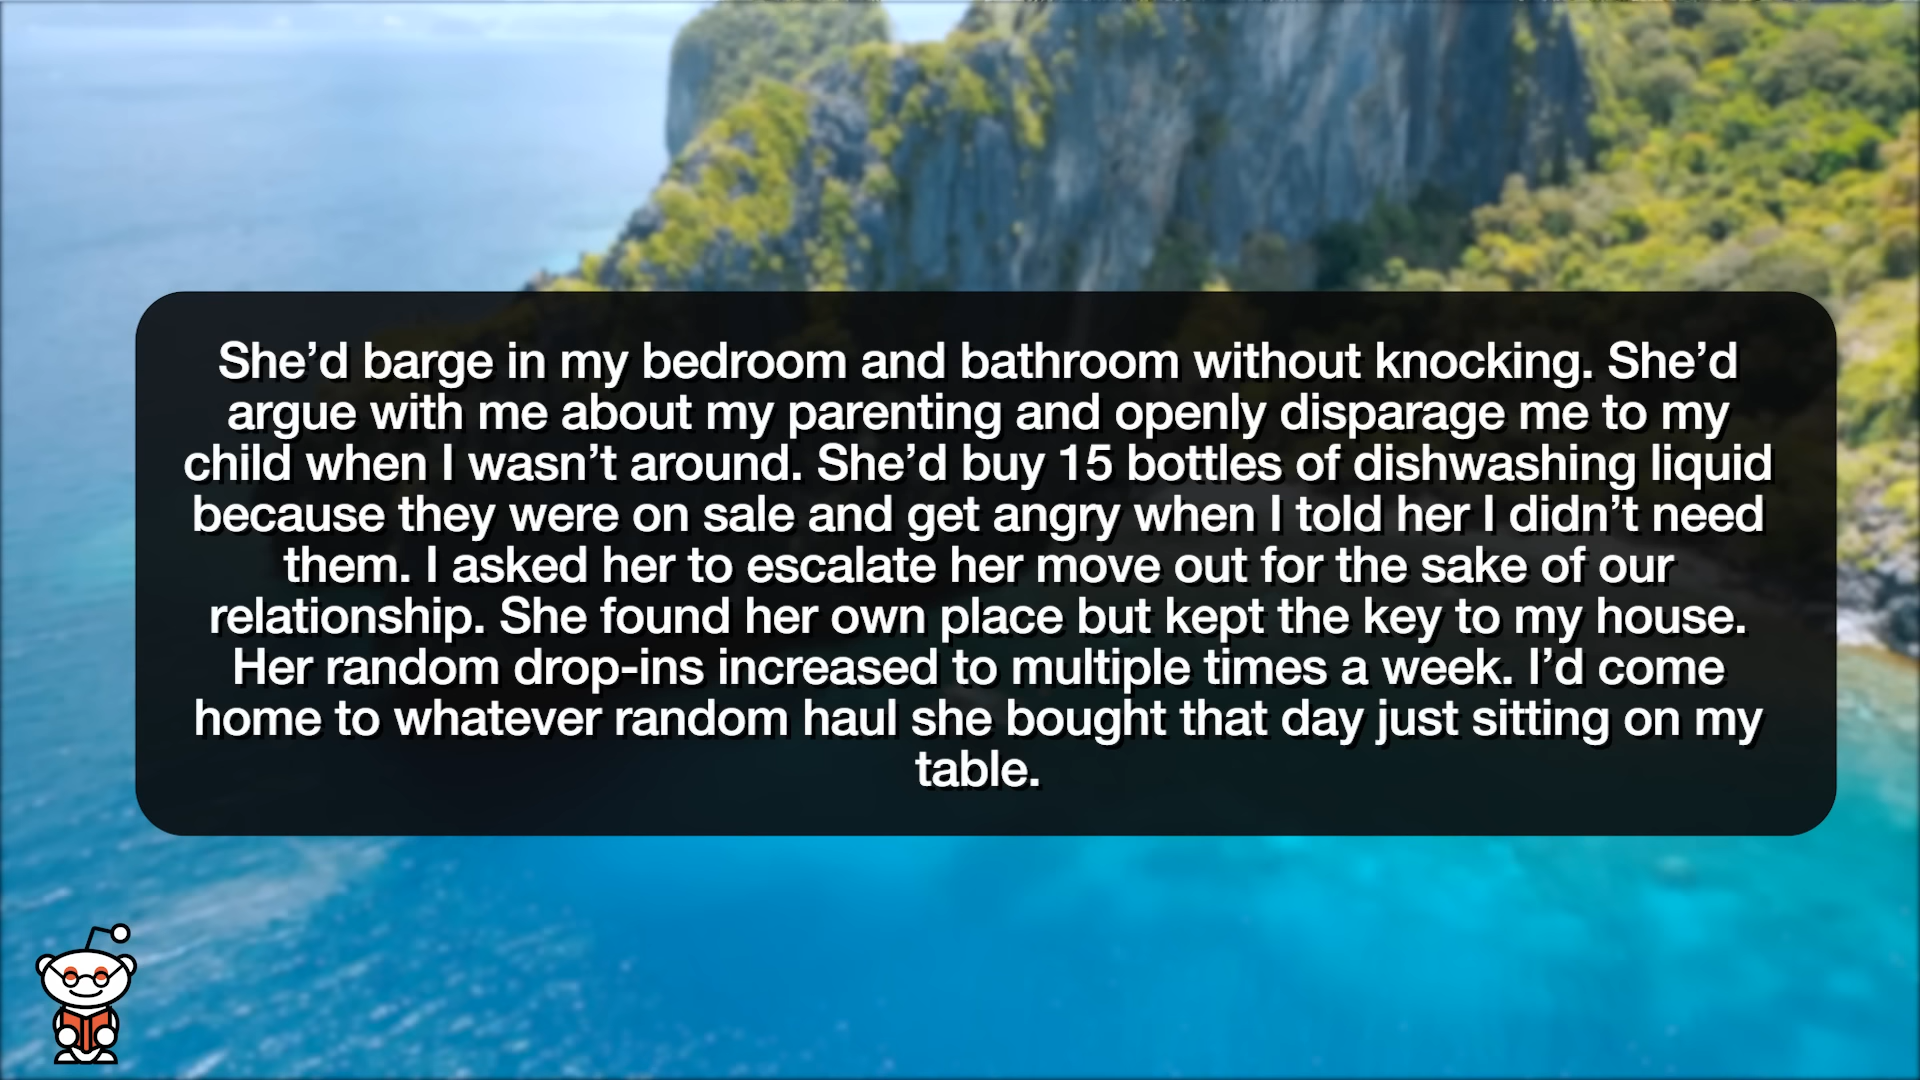 She’d barge in my bedroom and bathroom without knocking. She’d
argue with me about my parenting and openly disparage me to my
child when I wasn’t around. She’d buy 15 bottles of dishwashing liquid
because they were on sale and get angry when I told her I didn’t need
them. I asked her to escalate her move out for the sake of our
relationship. She found her own place but kept the key to my house.
Her random drop-ins increased to multiple times a week. I’d come
home to whatever random haul she bought that day just sitting on my
table.